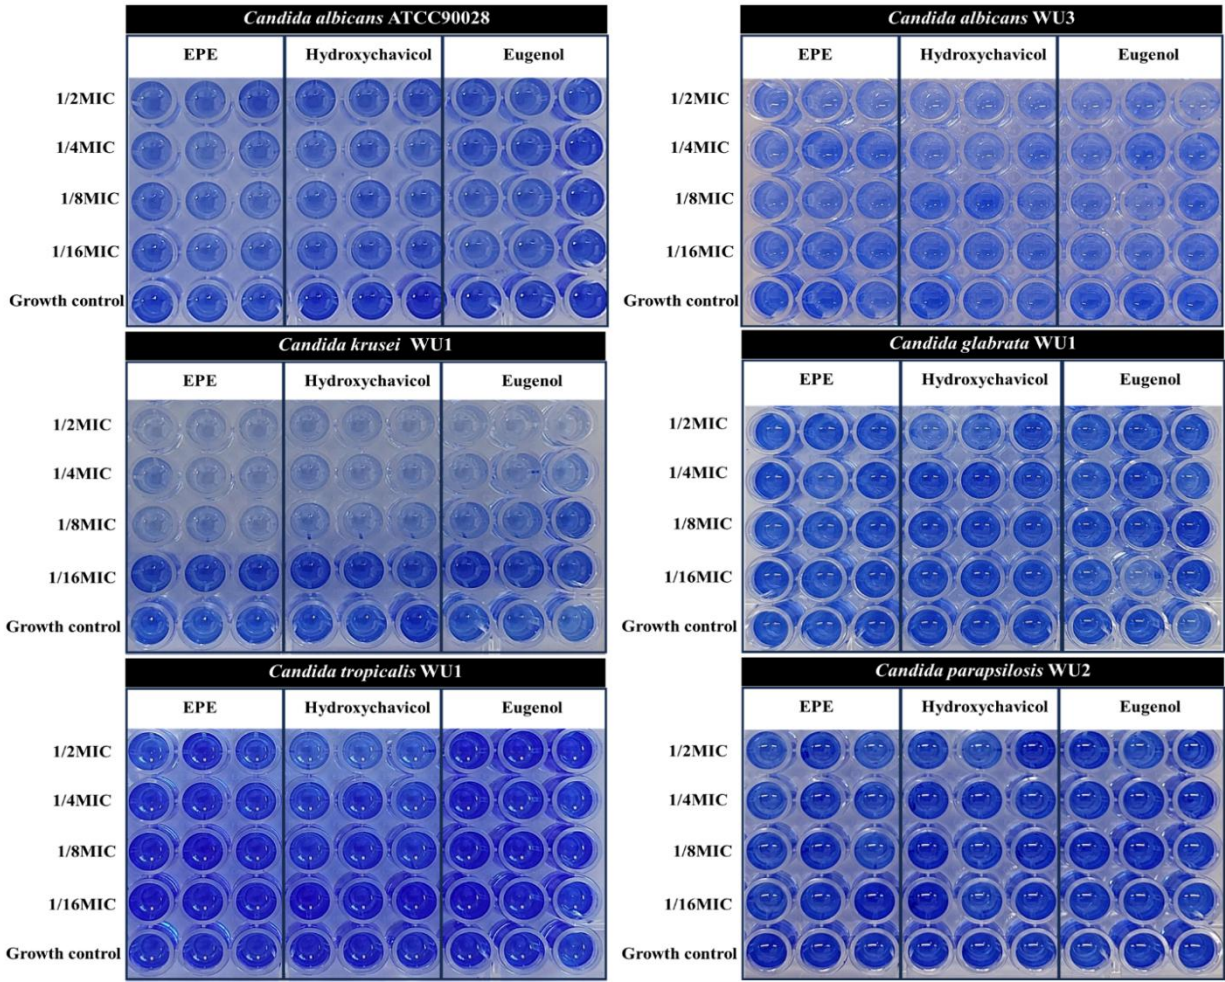 Candida albicans ATCC90028
EPE Hydroxychavicol Eugenol
1/2MIC
1/4MIC
1/8MIC
1/16MIC
Growth control
Candida albicans WU3
EPE Hydroxychavicol Eugenol
1/2MIC
1/4MIC
1/8MIC
1/16MIC
Growth control
Candida krusei WU1
EPE Hydroxychavicol Eugenol
1/2MIC
1/4MIC
1/8MIC
1/16MIC
Growth control
Candida glabrata WU1
EPE Hydroxychavicol Eugenol
1/2MIC
1/4MIC
1/8MIC
1/16MIC
Growth control
Candida tropicalis WU1
EPE Hydroxychavicol Eugenol
1/2MIC
1/4MIC
1/8MIC
1/16MIC
Growth control
Candida parapsilosis WU2
EPE Hydroxychavicol Eugenol
1/2MIC
1/4MIC
1/8MIC
1/16MIC
Growth control